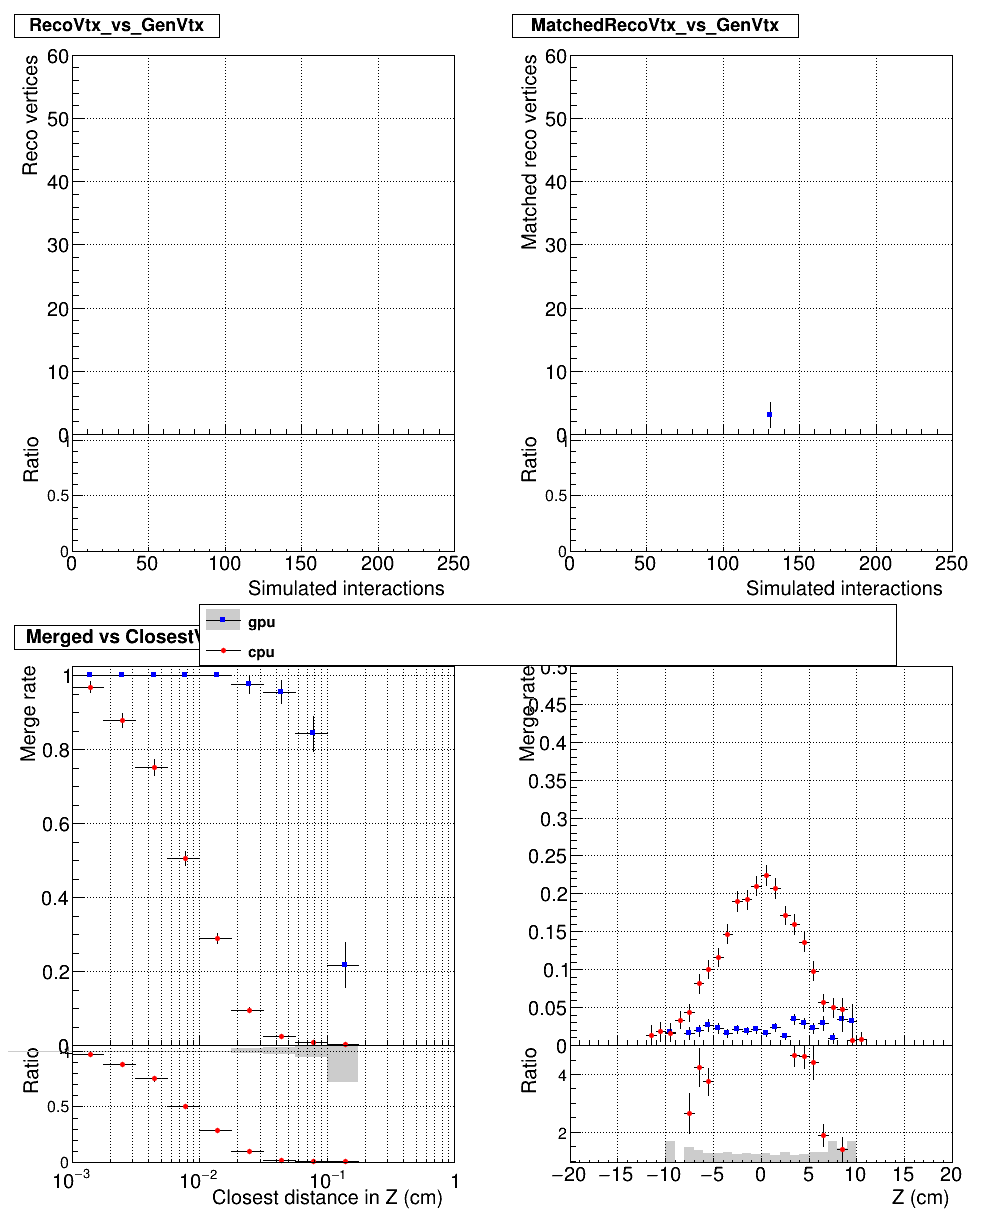 RecoVtx_vs_GenVtx
Reco vertices
60
50
40
30
20
10
0
Ratio
1
0.5
0
0 50 100 150 200 250
Simulated interactions
MatchedRecoVtx_vs_GenVtx
Matched reco vertices
60
50
40
30
20
10
0
Ratio
1
0.5
0
0 50 100 150 200 250
Simulated interactions
gpu
cpu
Merged vs Closest
Merge rate
1
0.8
0.6
0.4
0.2
0
Ratio
1
0.5
0
10−3 10−2 10−1 1
Closest distance in Z (cm)
Merge rate
0.5
0.45
0.4
0.35
0.3
0.25
0.2
0.15
0.1
0.05
0
Ratio
4
2
−20 −15 −10 −5 0 5 10 15 20
Z (cm)